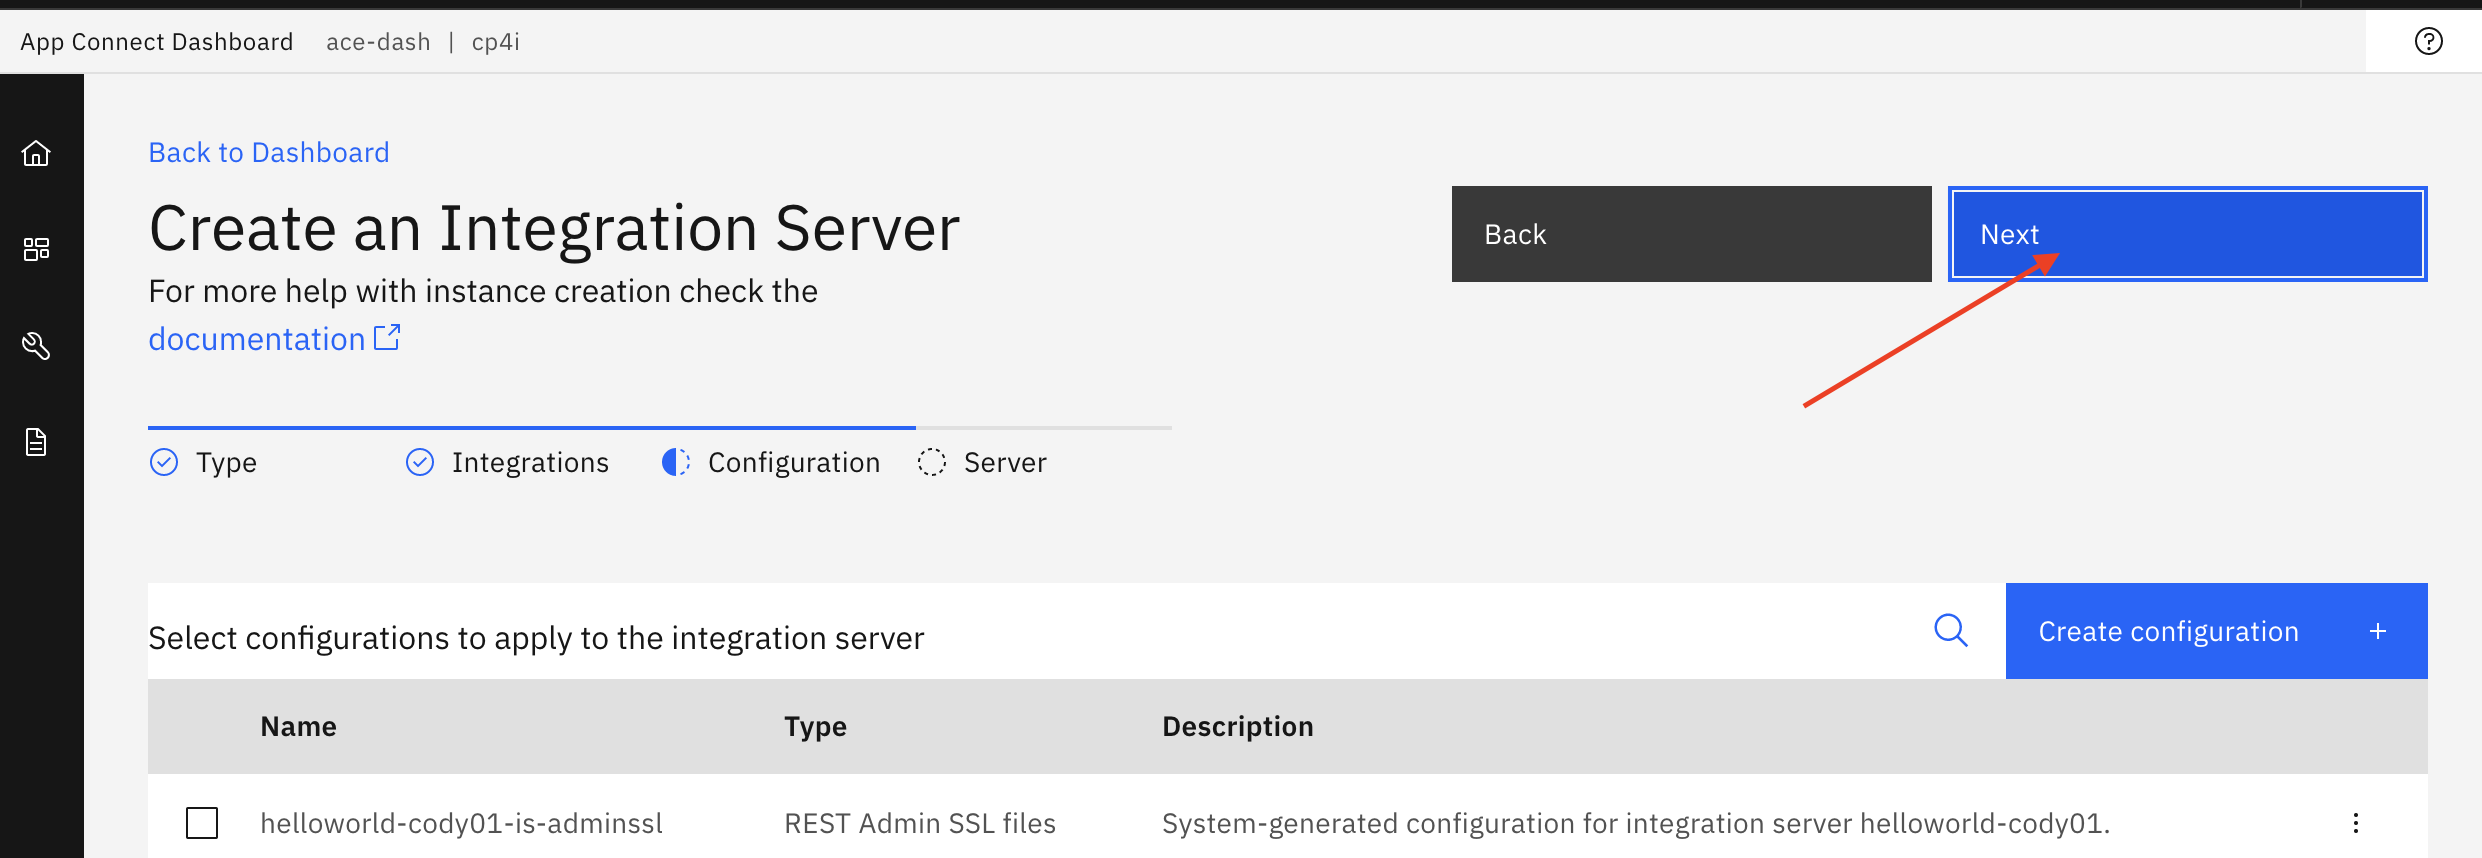 App Connect Dashboard ace-dash | cp4i
Back to Dashboard
Create an Integration Server
For more help with instance creation check the
documentation
Back
Next
Type
Integrations
Configuration
Server
Select configurations to apply to the integration server
Create configuration +
Name Type Description
helloworld-cody01-is-adminssl REST Admin SSL files System-generated configuration for integration server helloworld-cody01.